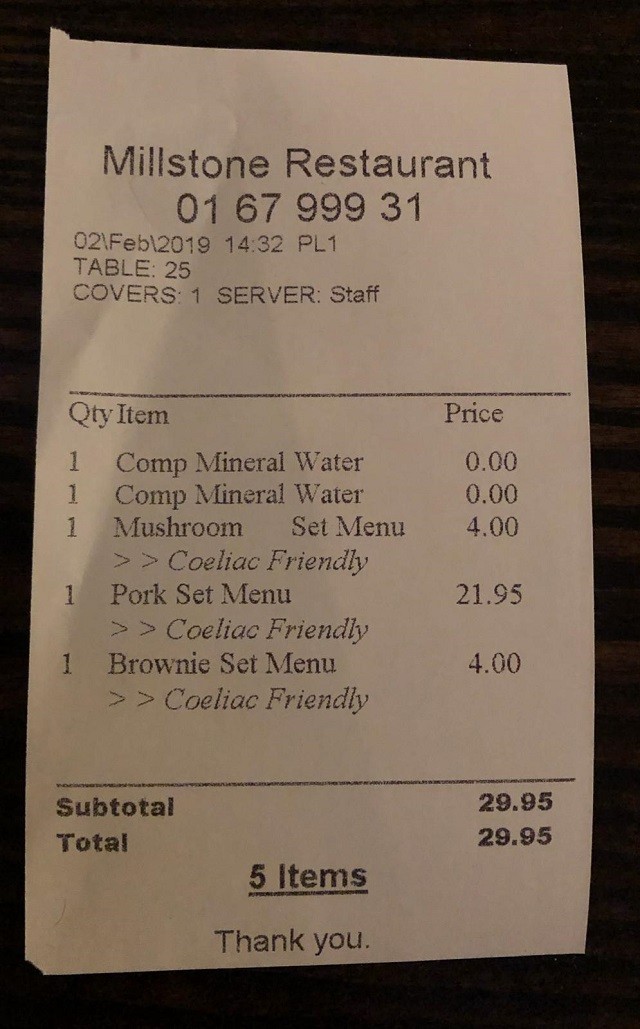 Millstone Restaurant
01 67 999 31
02\Feb\2019 14:32 PL1
TABLE: 25
COVERS: 1 SERVER: Staff
Qty Item Price
1 Comp Mineral Water 0.00
1 Comp Mineral Water 0.00
1 Mushroom Set Menu 4.00
> > Coeliac Friendly
1 Pork Set Menu 21.95
> > Coeliac Friendly
1 Brownie Set Menu 4.00
> > Coeliac Friendly
Subtotal 29.95
Total 29.95
5 Items
Thank you.